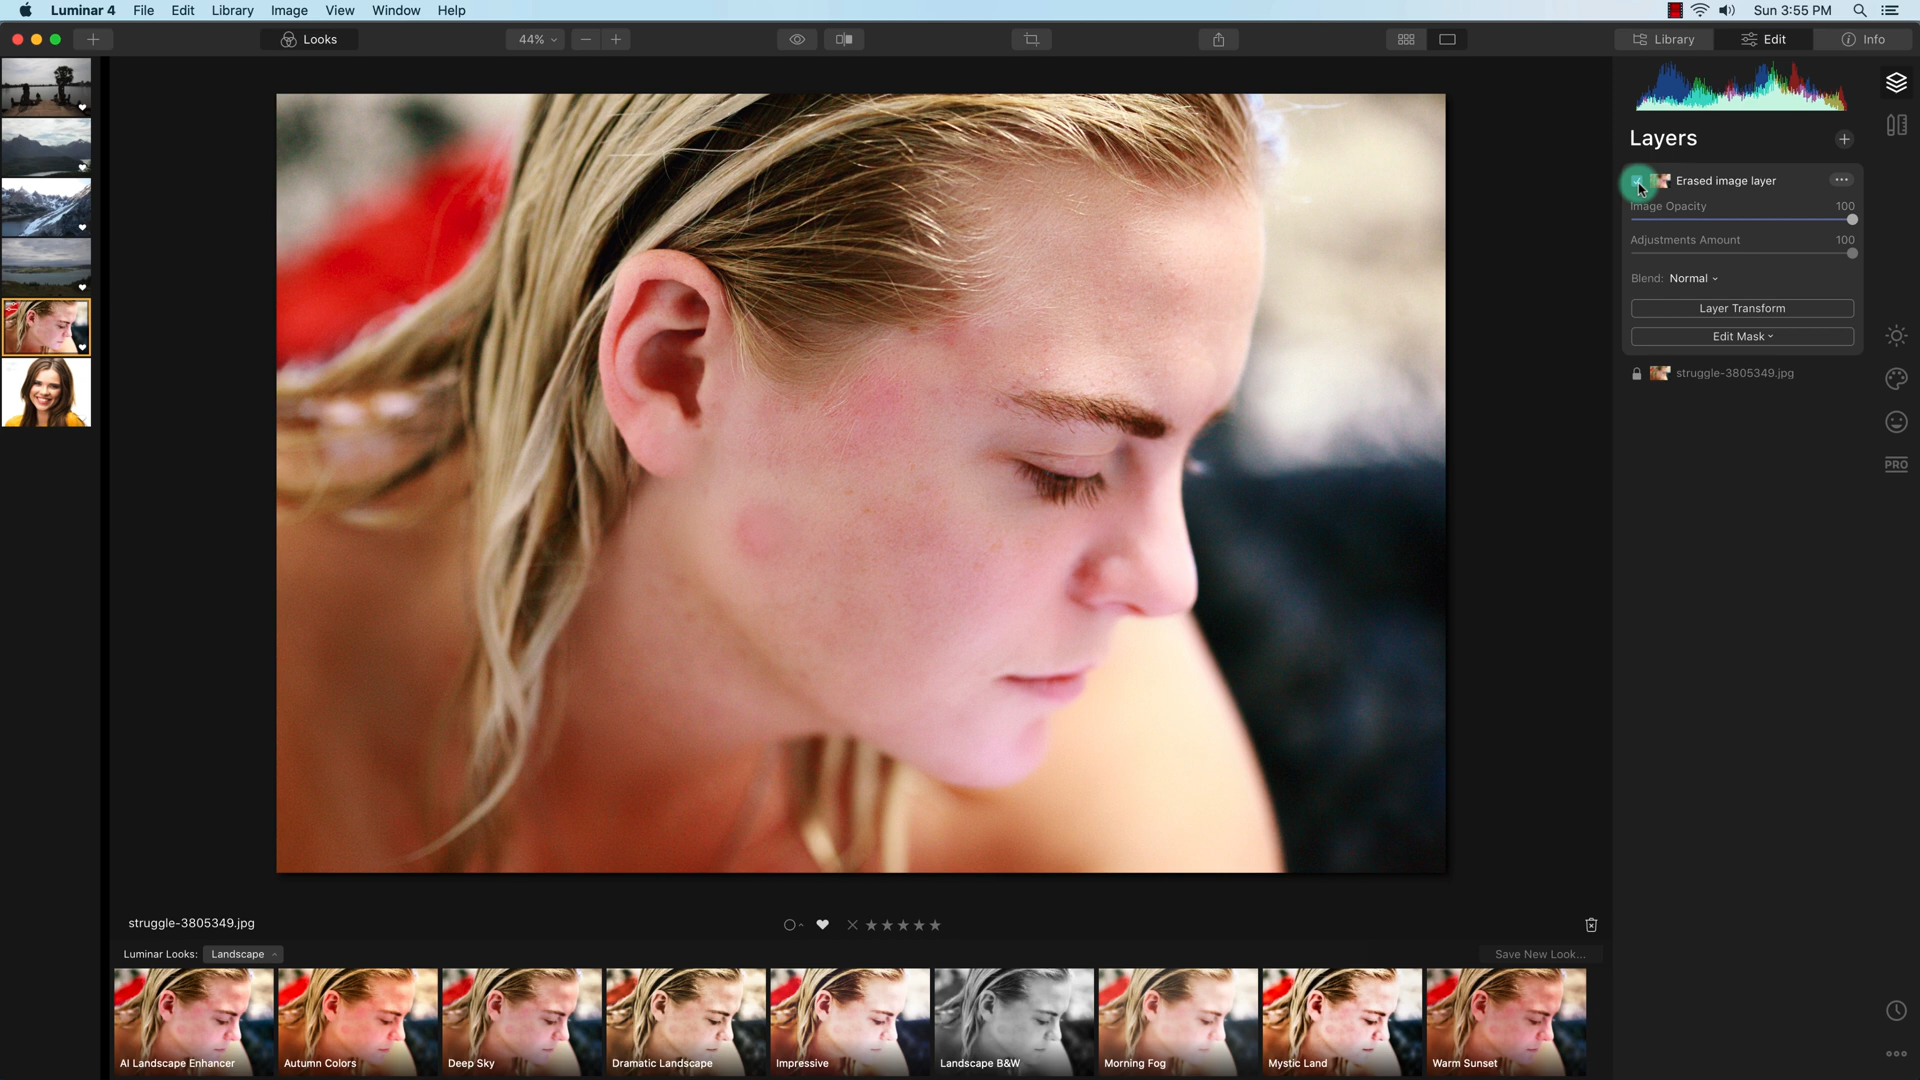 Luminar 4 File Edit Library Image View Window Help Sun 3:55 PM
Looks 44% Library Edit Info
Layers
Erased image layer
Image Opacity 100
Adjustments Amount 100
Blend: Normal
Layer Transform
Edit Mask
struggle-3805349.jpg
PRO
struggle-3805349.jpg
Luminar Looks: Landscape Save New Look...
AI Landscape Enhancer Autumn Colors Deep Sky Dramatic Landscape Impressive Landscape B&W Morning Fog Mystic Land Warm Sunset